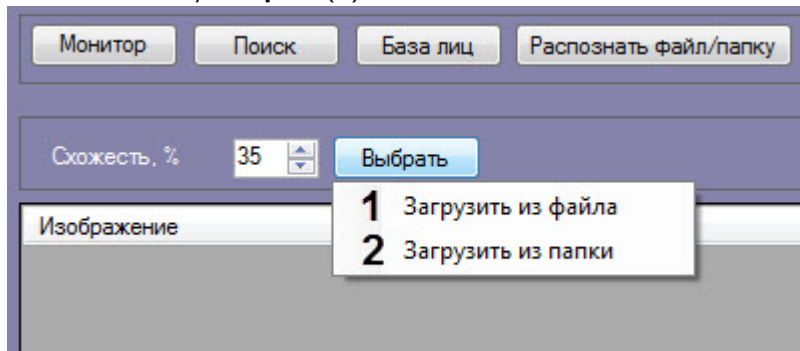 Монитор Поиск База лиц Распознать файл/папку
Схожесть, % 35 Выбрать
1 Загрузить из файла
Изображение
2 Загрузить из папки